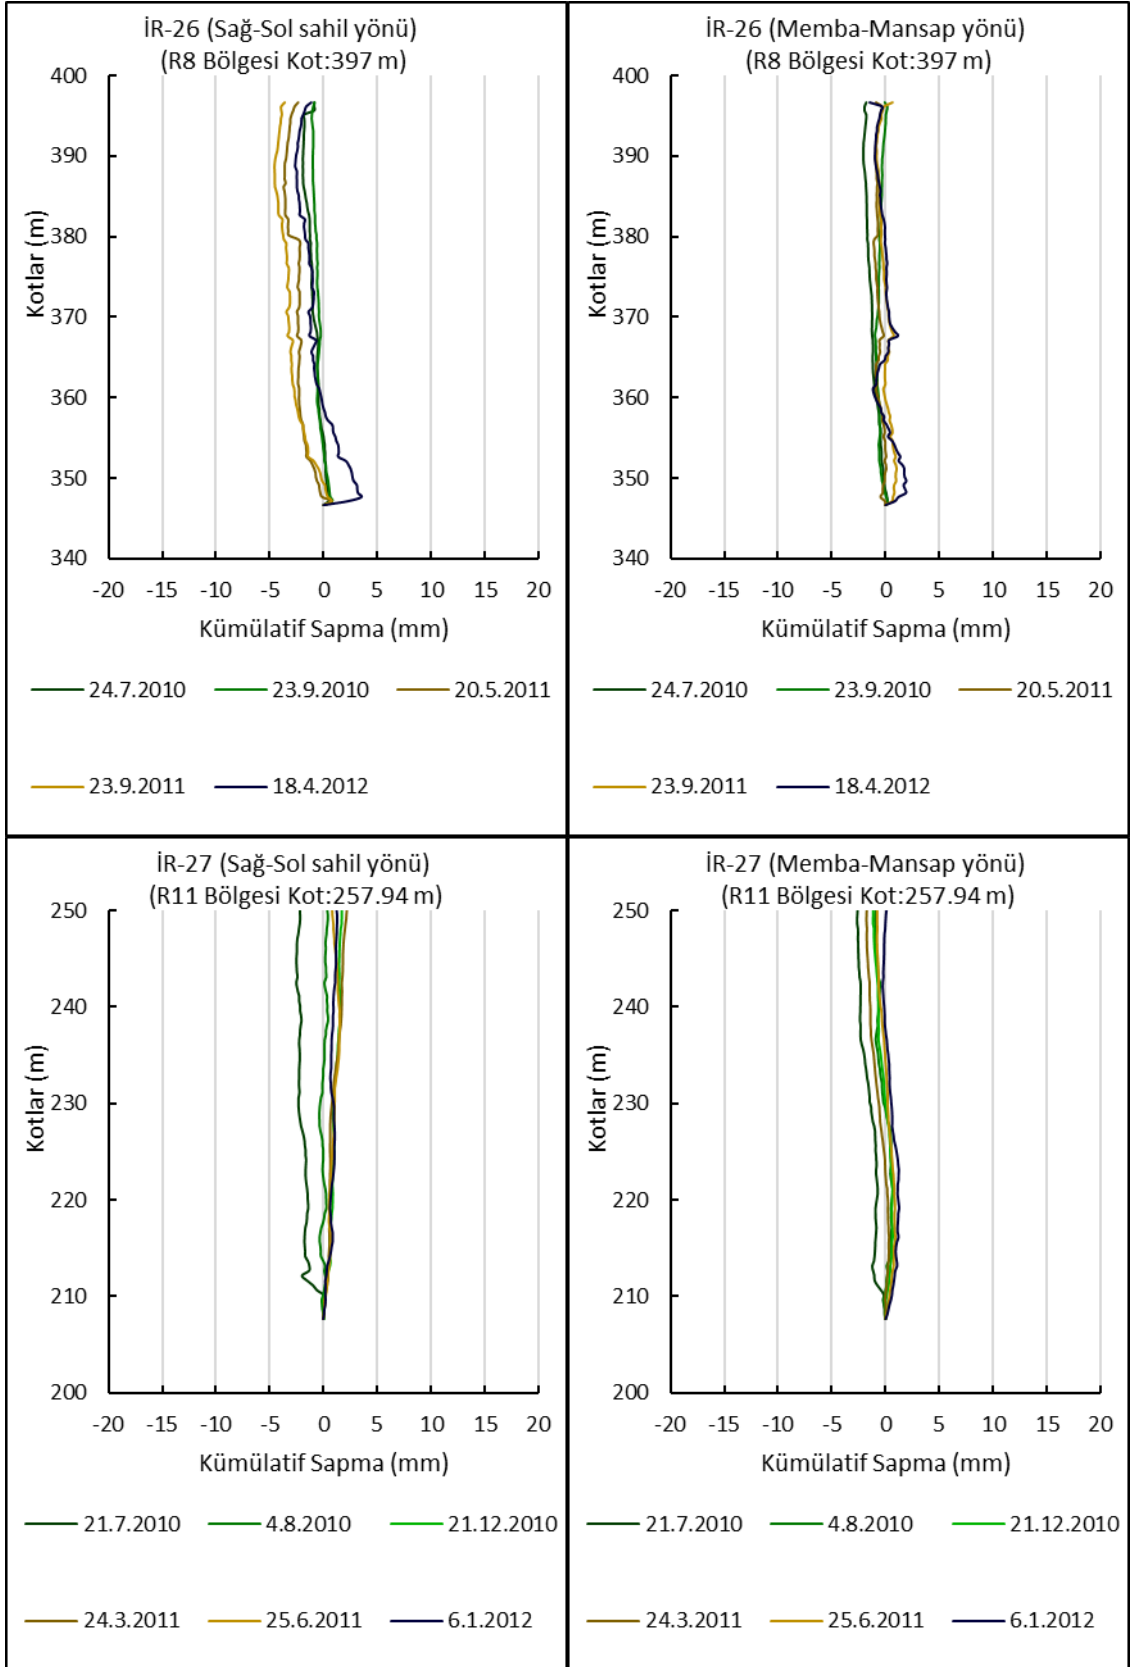 İR-26 (Sağ-Sol sahil yönü)
(R8 Bölgesi Kot:397 m)
400
390
380
370
360
350
340
Kotlar (m)
-20 -15 -10 -5 0 5 10 15 20
Kümülatif Sapma (mm)
24.7.2010 23.9.2010 20.5.2011
23.9.2011 18.4.2012
İR-26 (Memba-Mansap yönü)
(R8 Bölgesi Kot:397 m)
400
390
380
370
360
350
340
Kotlar (m)
-20 -15 -10 -5 0 5 10 15 20
Kümülatif Sapma (mm)
24.7.2010 23.9.2010 20.5.2011
23.9.2011 18.4.2012
İR-27 (Sağ-Sol sahil yönü)
(R11 Bölgesi Kot:257.94 m)
250
240
230
220
210
200
Kotlar (m)
-20 -15 -10 -5 0 5 10 15 20
Kümülatif Sapma (mm)
21.7.2010 4.8.2010 21.12.2010
24.3.2011 25.6.2011 6.1.2012
İR-27 (Memba-Mansap yönü)
(R11 Bölgesi Kot:257.94 m)
250
240
230
220
210
200
Kotlar (m)
-20 -15 -10 -5 0 5 10 15 20
Kümülatif Sapma (mm)
21.7.2010 4.8.2010 21.12.2010
24.3.2011 25.6.2011 6.1.2012